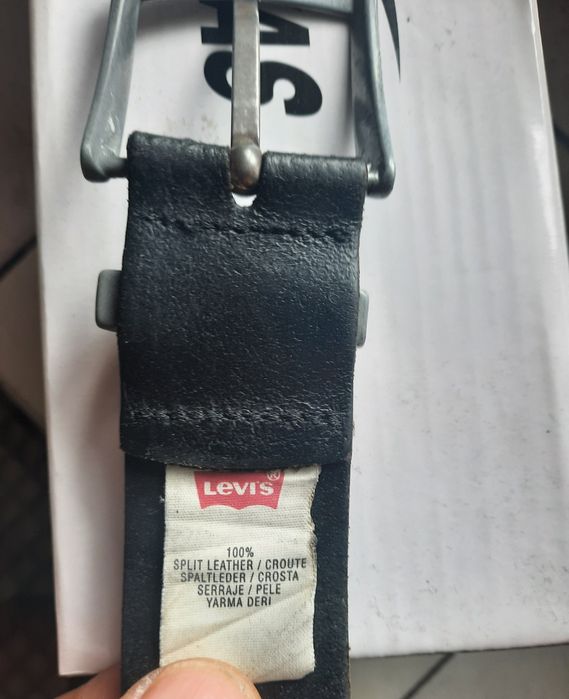 Levi's®
100%
SPLIT LEATHER / CROUTE
SPALTLEDER / CROSTA
SERRAJE / PELE
YARMA DERI